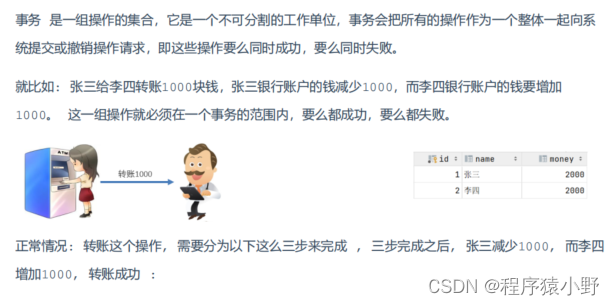 事务 是一组操作的集合，它是一个不可分割的工作单位，事务会把所有的操作作为一个整体一起向系
统提交或撤销操作请求，即这些操作要么同时成功，要么同时失败。
就比如：张三给李四转账1000块钱，张三银行账户的钱减少1000，而李四银行账户的钱要增加
1000。 这一组操作就必须在一个事务的范围内，要么都成功，要么都失败。
ATM
转账1000
id name money
1 张三 2000
2 李四 2000
正常情况：转账这个操作，需要分为以下这么三步来完成 ，三步完成之后，张三减少1000，而李四
增加1000，转账成功 ：
CSDN @程序猿小野